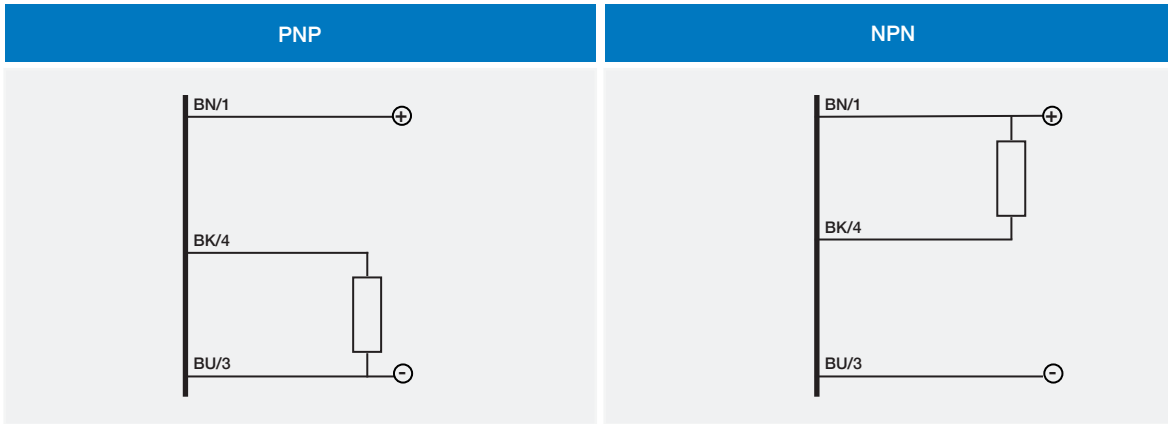 PNP
BN/1
+
BK/4
BU/3
-
NPN
BN/1
+
BK/4
BU/3
-